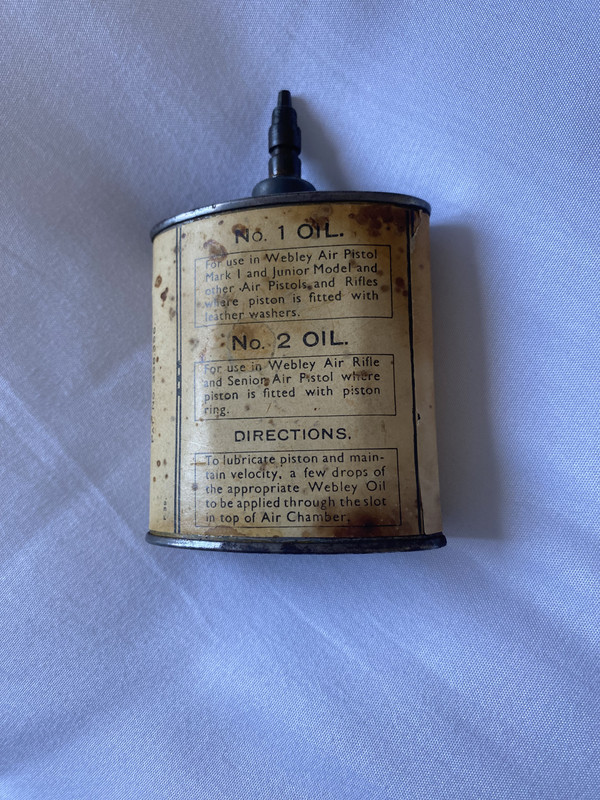 No. 1 OIL.
For use in Webley Air Pistol
Mark I and Junior Model and
other Air Pistols and Rifles
where piston is fitted with
leather washers.
No. 2 OIL.
For use in Webley Air Rifle
and Senior Air Pistol where
piston is fitted with piston
ring.
DIRECTIONS.
To lubricate piston and main-
tain velocity, a few drops of
the appropriate Webley Oil
to be applied through the slot
in top of Air Chamber.